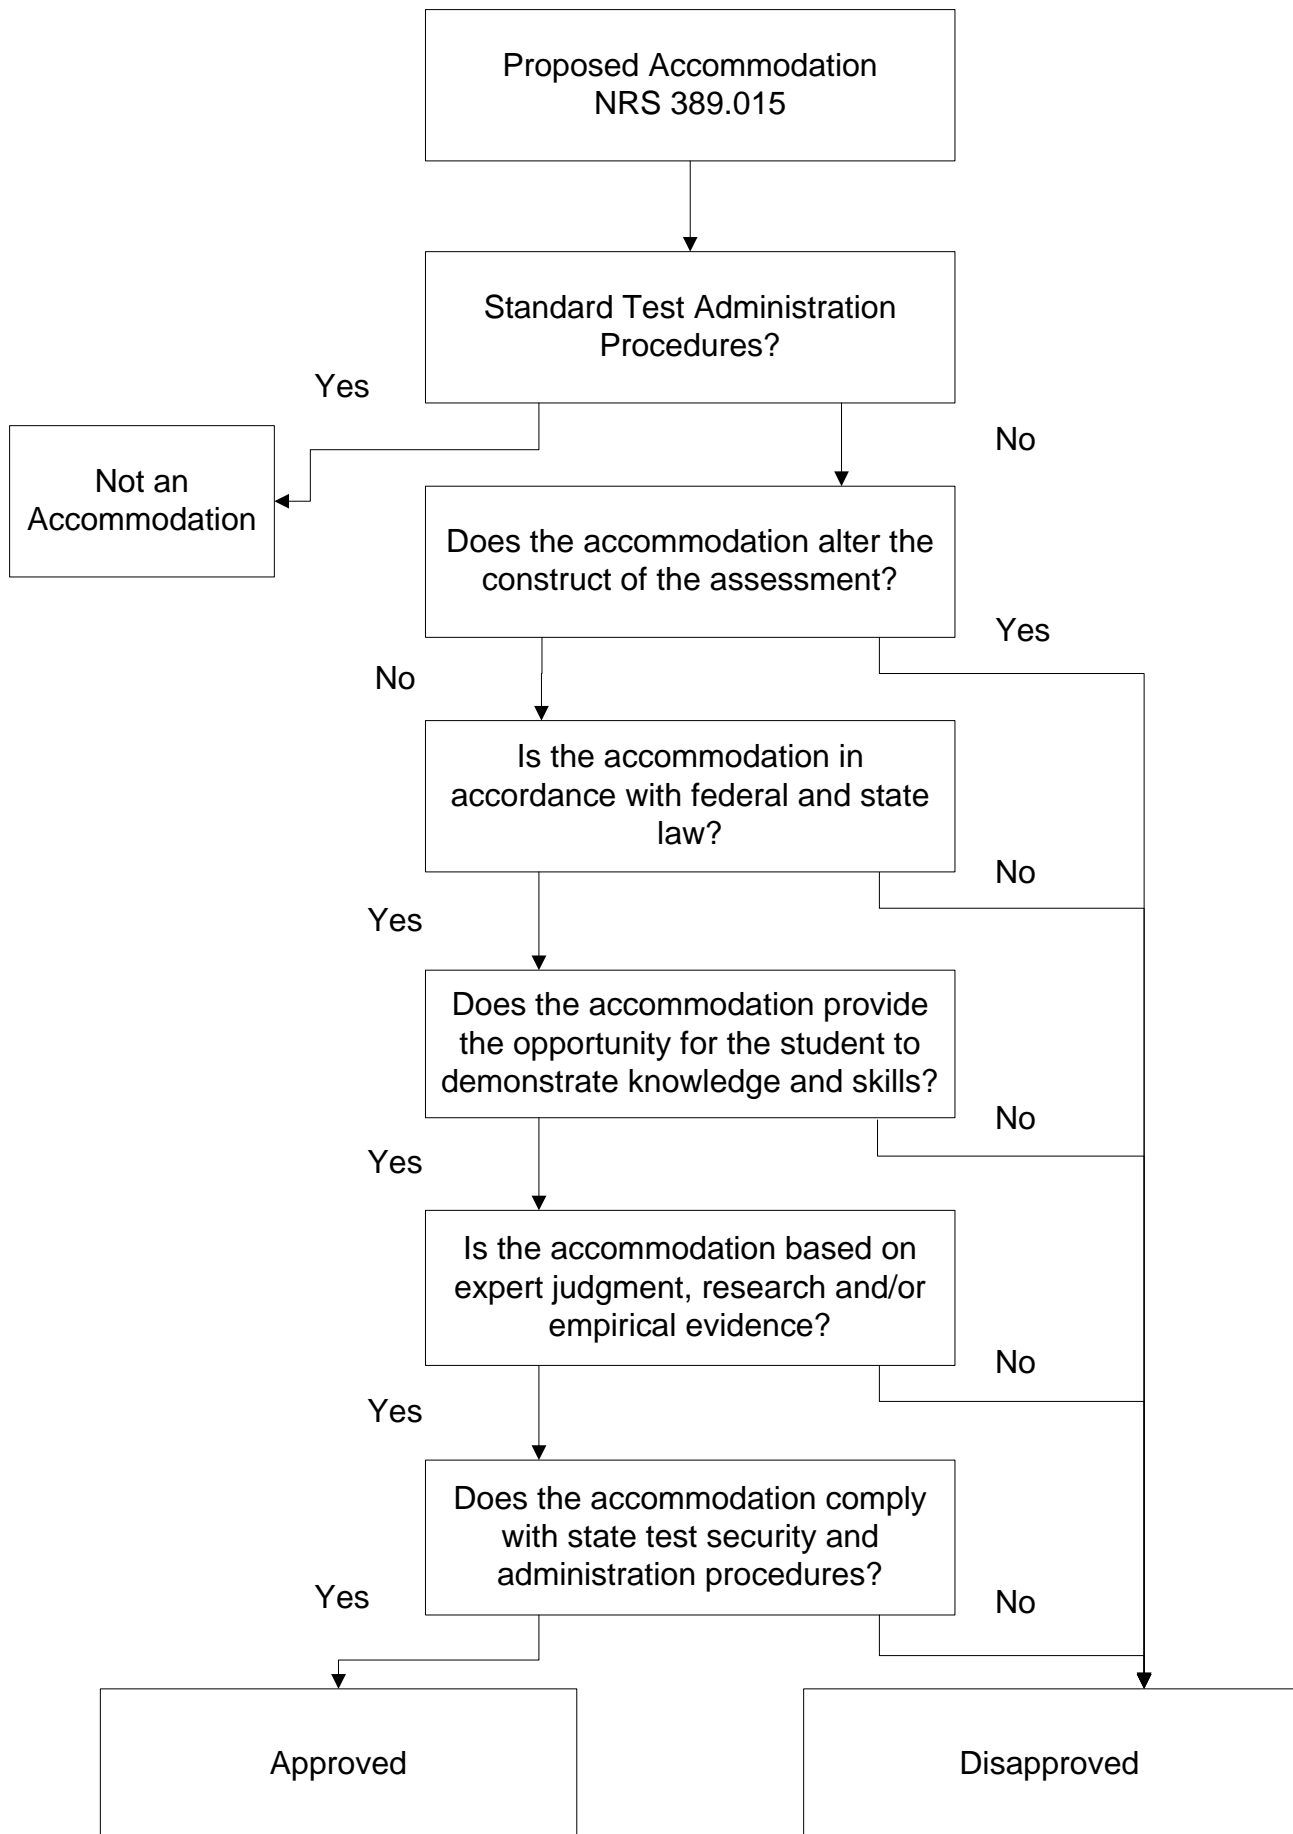 Proposed Accommodation
NRS 389.015
Standard Test Administration
Procedures?
Yes
No
Not an
Accommodation
Does the accommodation alter the
construct of the assessment?
Yes
No
Is the accommodation in
accordance with federal and state
law?
No
Yes
Does the accommodation provide
the opportunity for the student to
demonstrate knowledge and skills?
No
Yes
Is the accommodation based on
expert judgment, research and/or
empirical evidence?
No
Yes
Does the accommodation comply
with state test security and
administration procedures?
Yes
No
Approved
Disapproved